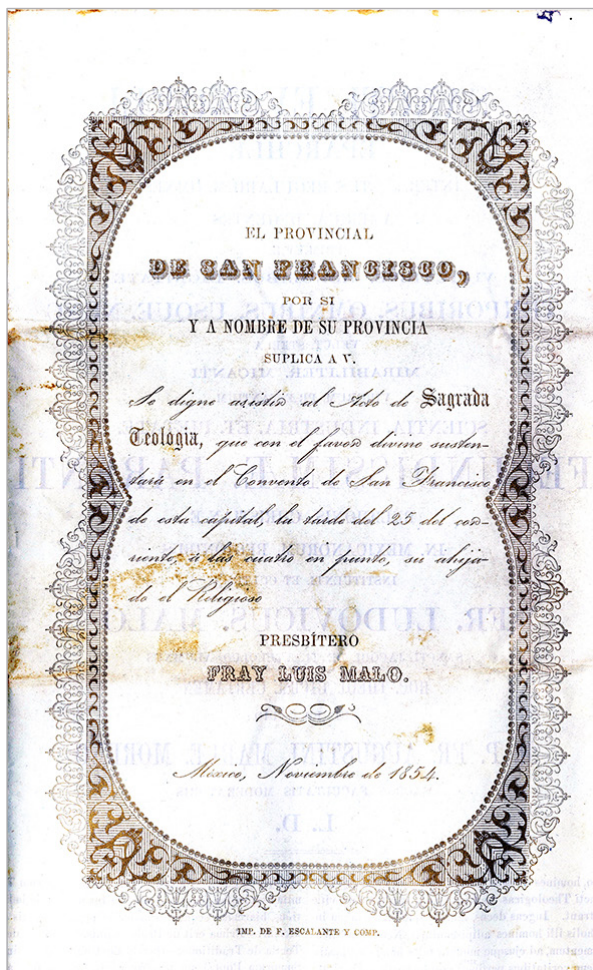 EL PROVINCIAL
DE SAN FRANCISCO,
POR SI
Y A NOMBRE DE SU PROVINCIA
SUPLICA A V.
Se digne asistir al Acto de Sagrada
Teologia, que con el favor divino susten-
tará en el Convento de San Francisco
de esta capital, la tarde del 25 del cor-
riente, á las cuatro en punto, su ahija-
do el Religioso
PRESBÍTERO
FRAY LUIS MALO.
México, Noviembre de 1854.
IMP. DE F. ESCALANTE Y COMP.